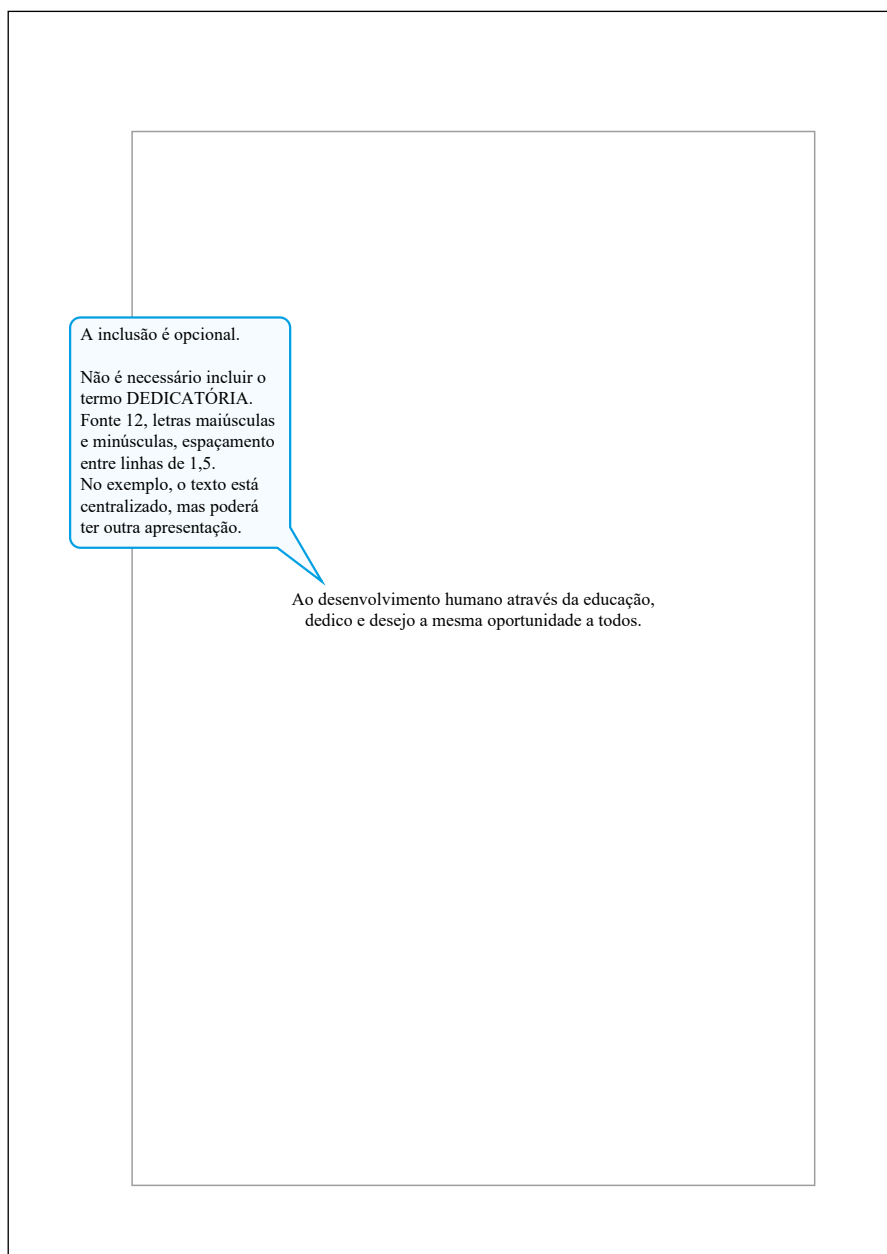 A inclusão é opcional.
Não é necessário incluir o
termo DEDICATÓRIA.
Fonte 12, letras maiúsculas
e minúsculas, espaçamento
entre linhas de 1,5.
No exemplo, o texto está
centralizado, mas poderá
ter outra apresentação.
Ao desenvolvimento humano através da educação,
dedico e desejo a mesma oportunidade a todos.